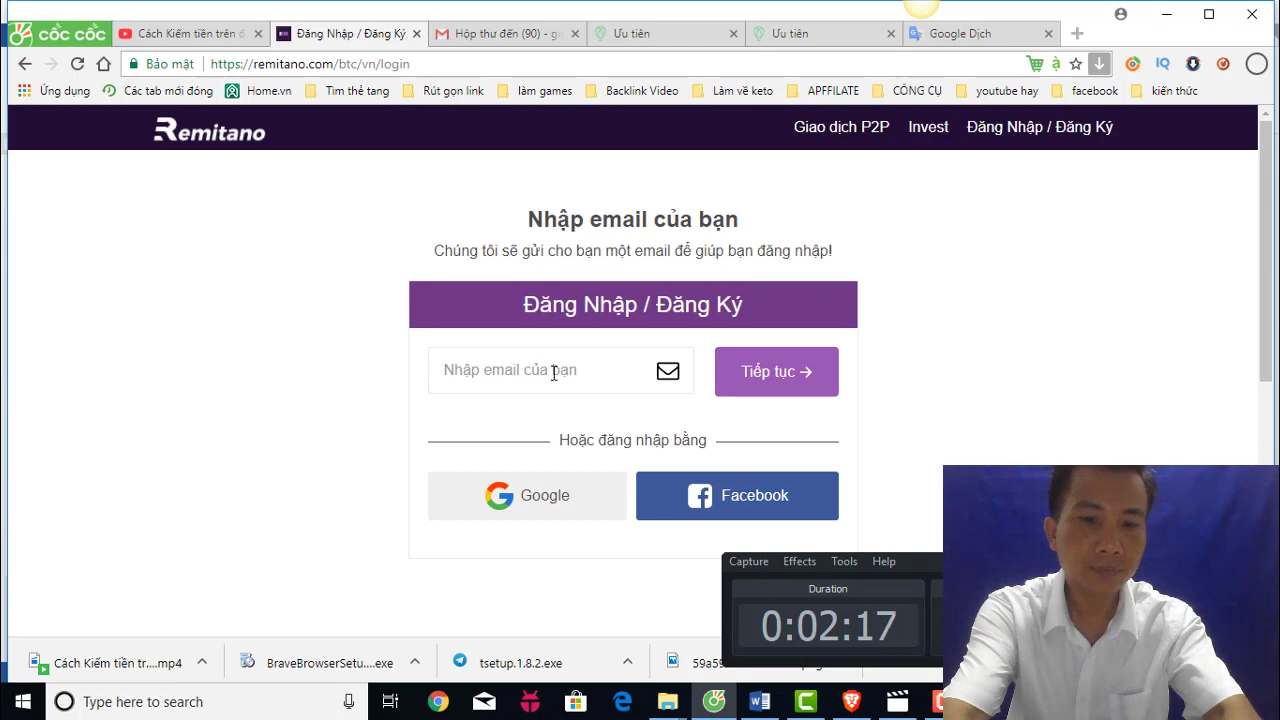 cốc cốc
Cách Kiếm tiền trên đ
Đăng Nhập / Đăng Ký
Hộp thư đến (90) - gi
Ưu tiên
Ưu tiên
Google Dịch
Bảo mật
https://remitano.com/btc/vn/login
Ứng dụng
Các tab mới đóng
Home.vn
Tim thẻ tang
Rút gọn link
làm games
Backlink Video
Làm về keto
APFFILATE
CÔNG CỤ
youtube hay
facebook
kiến thức
Remitano
Giao dịch P2P
Invest
Đăng Nhập / Đăng Ký
Nhập email của bạn
Chúng tôi sẽ gửi cho bạn một email để giúp bạn đăng nhập!
Đăng Nhập / Đăng Ký
Nhập email của bạn
Tiếp tục →
Hoặc đăng nhập bằng
Google
Facebook
Capture
Effects
Tools
Help
Duration
0:02:17
Cách Kiếm tiền tr....mp4
BraveBrowserSetu....exe
tsetup.1.8.2.exe
Type here to search